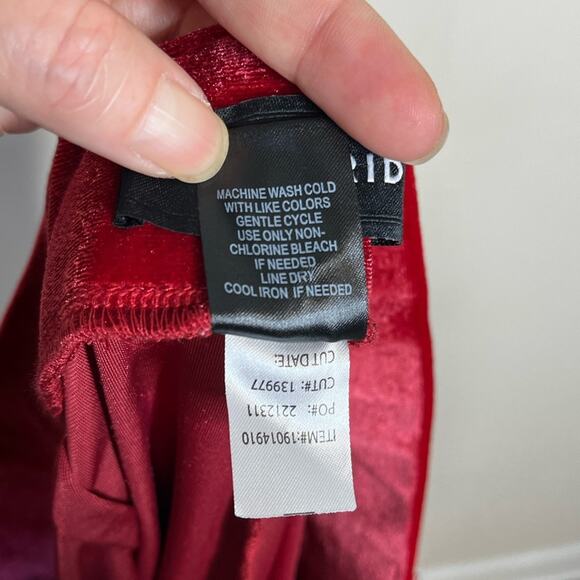 MACHINE WASH COLD
WITH LIKE COLORS
GENTLE CYCLE
USE ONLY NON-
CHLORINE BLEACH
IF NEEDED
LINE DRY
COOL IRON IF NEEDED
ITEM#:19014910
PO#: 2212311
CUT#: 139977
CUT DATE: